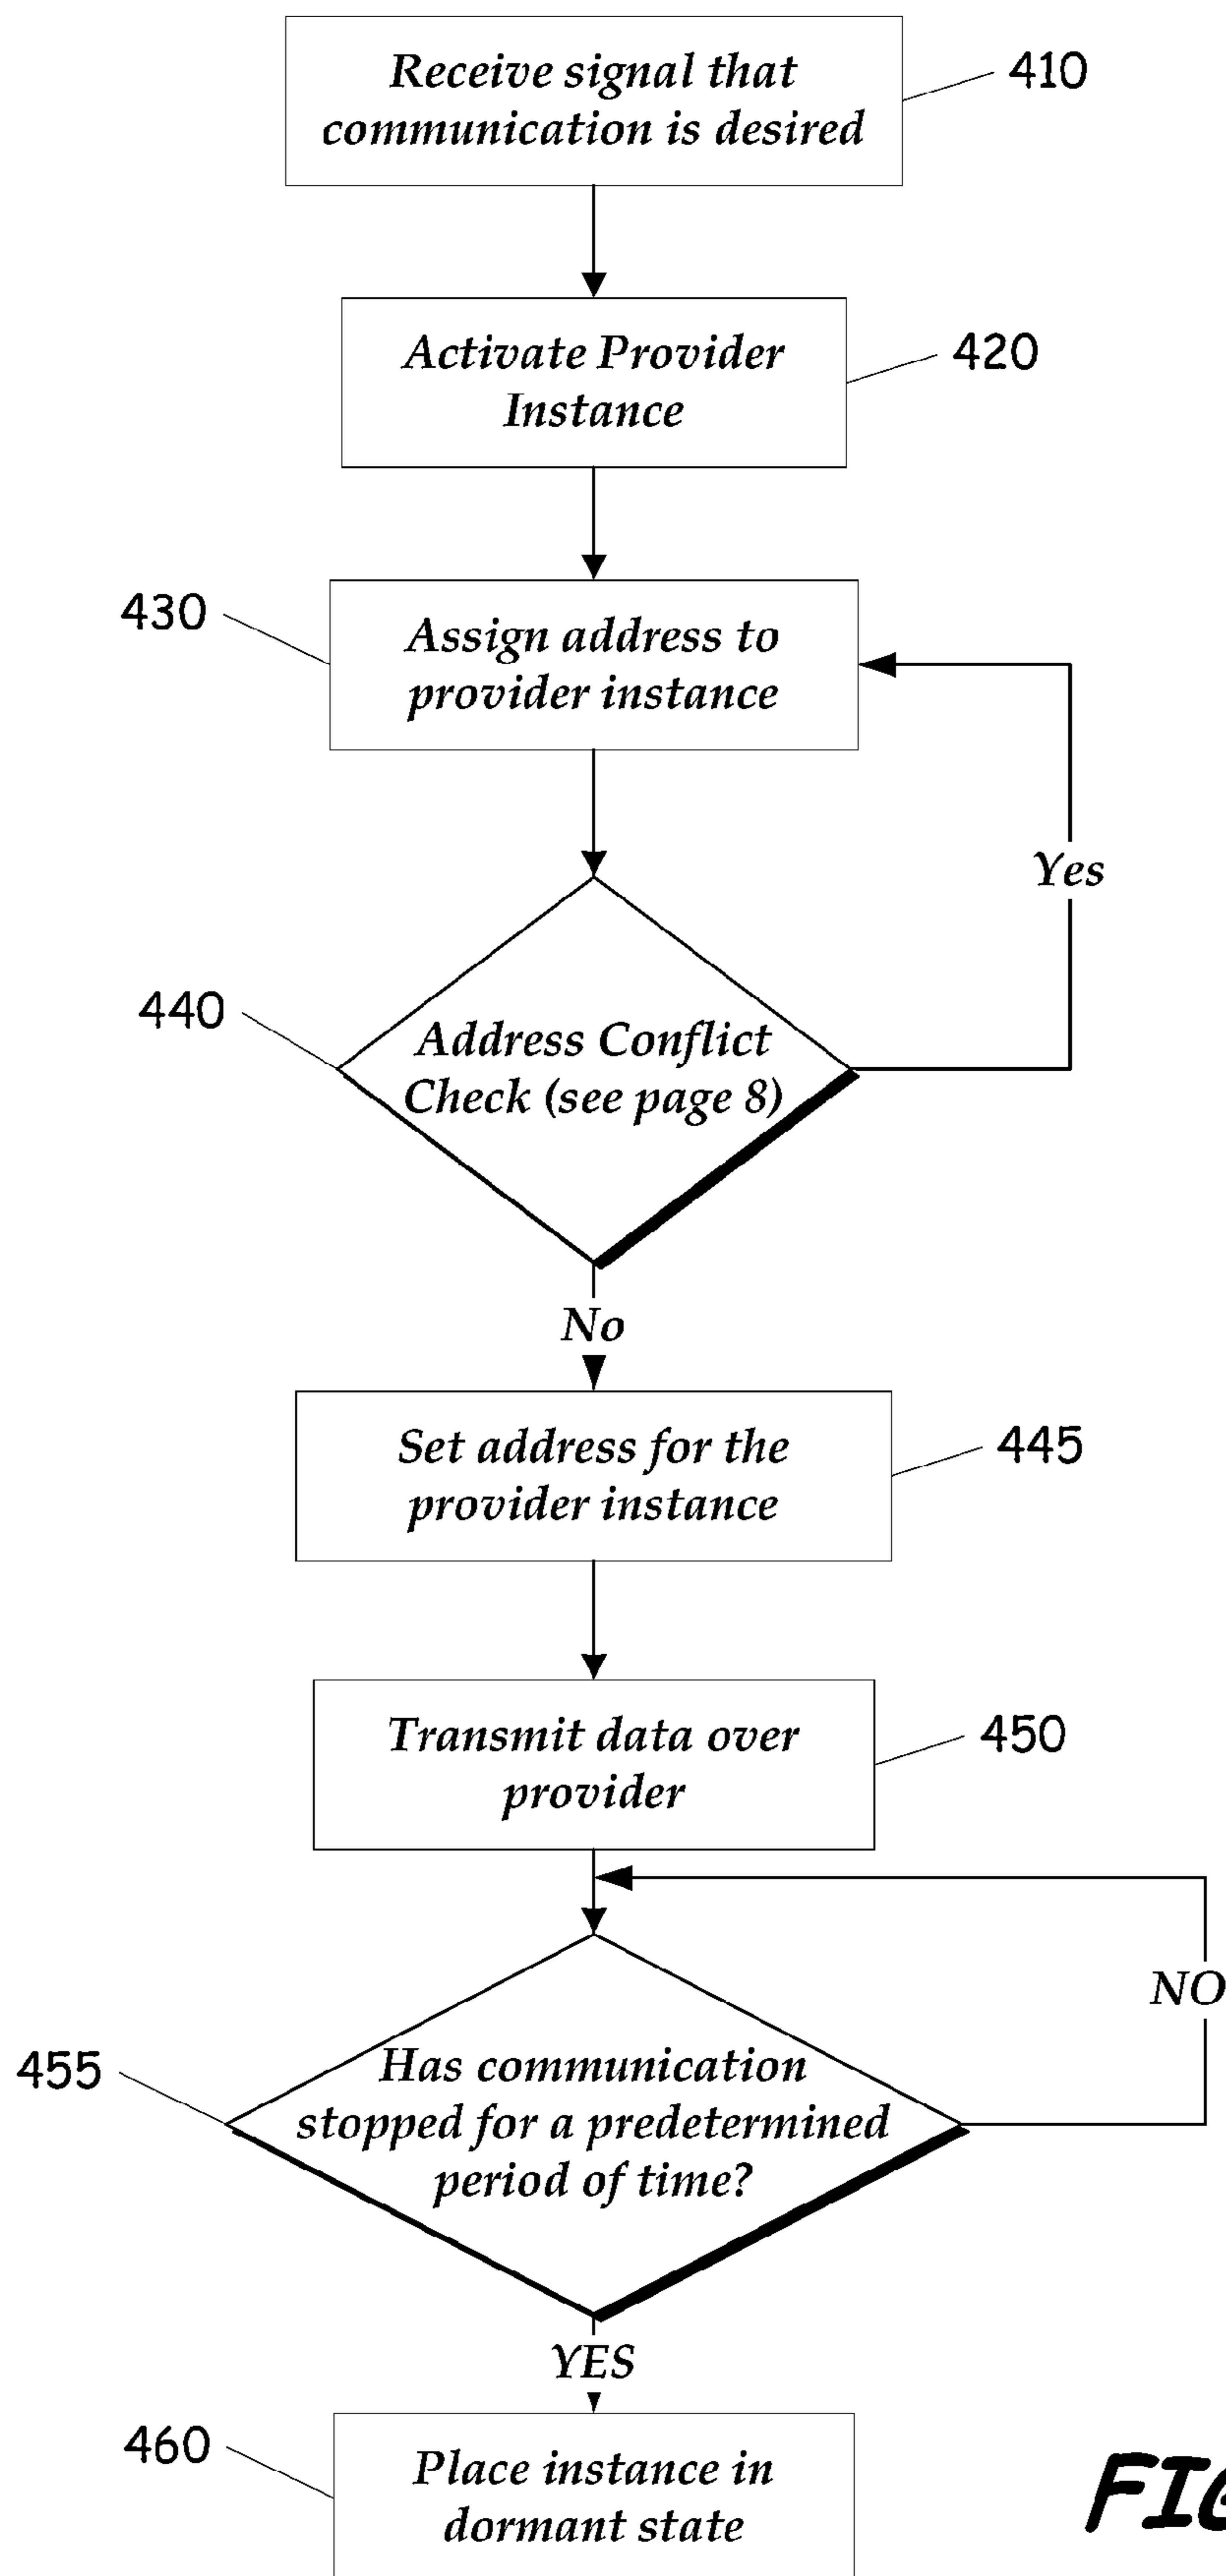 Receive signal that
communication is desired
410
Activate Provider
Instance
420
430
Assign address to
provider instance
Yes
440
Address Conflict
Check (see page 8)
No
Set address for the
provider instance
445
Transmit data over
provider
450
NO
455
Has communication
stopped for a predetermined
period of time?
YES
460
Place instance in
dormant state